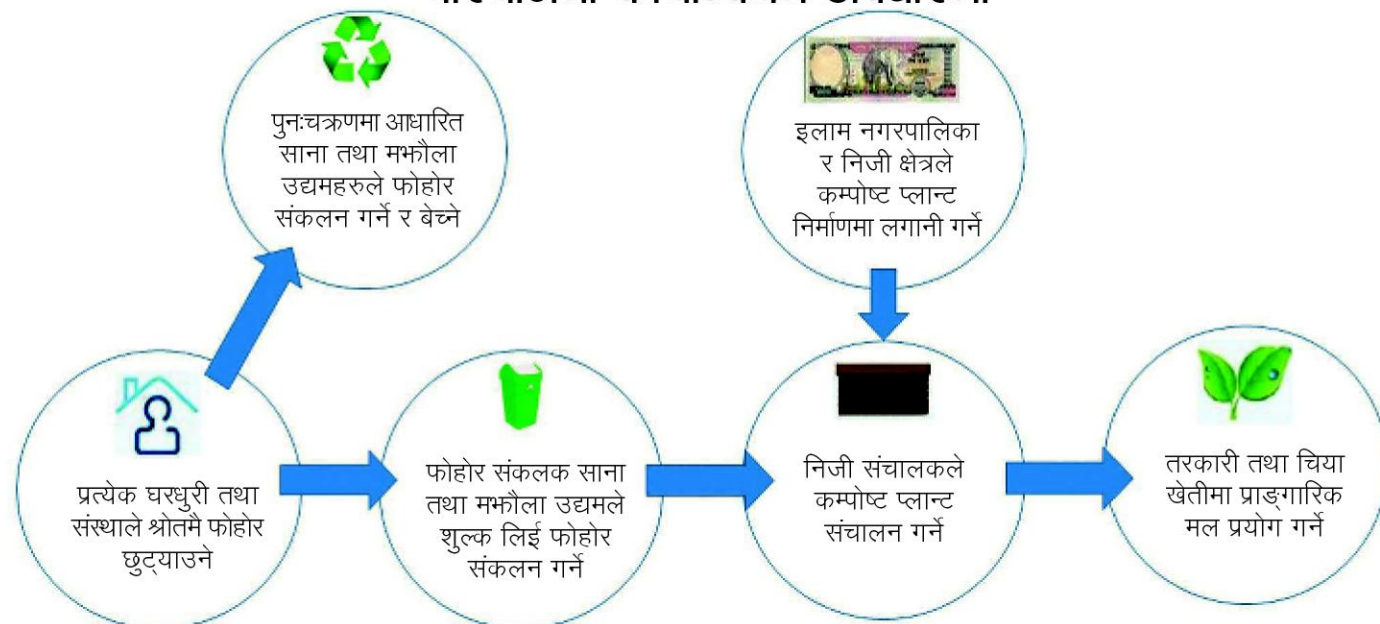 पुनःचक्रणमा आधारित
साना तथा मझौला
उद्यमहरुले फोहोर
संकलन गर्ने र बेच्ने
इलाम नगरपालिका
र निजी क्षेत्रले
कम्पोष्ट प्लान्ट
निर्माणमा लगानी गर्ने
प्रत्येक घरधुरी तथा
संस्थाले श्रोतमै फोहोर
छुट्याउने
फोहोर संकलक साना
तथा मझौला उद्यमले
शुल्क लिई फोहोर
संकलन गर्ने
निजी संचालकले
कम्पोष्ट प्लान्ट
संचालन गर्ने
तरकारी तथा चिया
खेतीमा प्राङ्गारिक
मल प्रयोग गर्ने